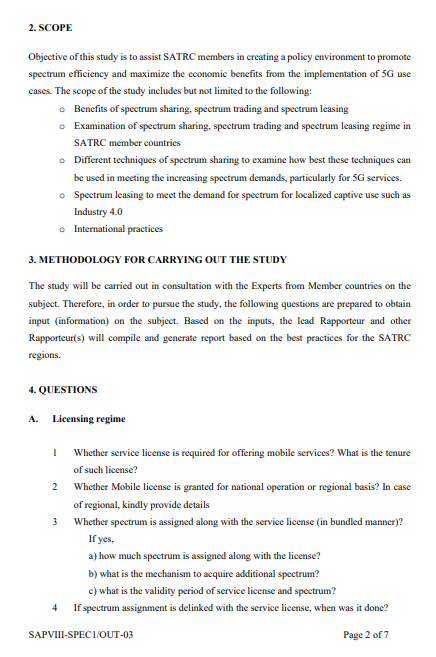 2. SCOPE
Objective of this study is to assist SATRC members in creating a policy environment to promote
spectrum efficiency and maximize the economic benefits from the implementation of 5G use
cases. The scope of the study includes but not limited to the following:
o Benefits of spectrum sharing, spectrum trading and spectrum leasing
o Examination of spectrum sharing, spectrum trading and spectrum leasing regime in
SATRC member countries
o Different techniques of spectrum sharing to examine how best these techniques can
be used in meeting the increasing spectrum demands, particularly for 5G services.
o Spectrum leasing to meet the demand for spectrum for localized captive use such as
Industry 4.0
o International practices
3. METHODOLOGY FOR CARRYING OUT THE STUDY
The study will be carried out in consultation with the Experts from Member countries on the
subject. Therefore, in order to pursue the study, the following questions are prepared to obtain
input (information) on the subject. Based on the inputs, the lead Rapporteur and other
Rapporteur(s) will compile and generate report based on the best practices for the SATRC
regions.
4. QUESTIONS
A. Licensing regime
1 Whether service license is required for offering mobile services? What is the tenure
of such license?
2 Whether Mobile license is granted for national operation or regional basis? In case
of regional, kindly provide details
3 Whether spectrum is assigned along with the service license (in bundled manner)?
If yes,
a) how much spectrum is assigned along with the license?
b) what is the mechanism to acquire additional spectrum?
c) what is the validity period of service license and spectrum?
4 If spectrum assignment is delinked with the service license, when was it done?
SAPVIII-SPEC1/OUT-03 Page 2 of 7